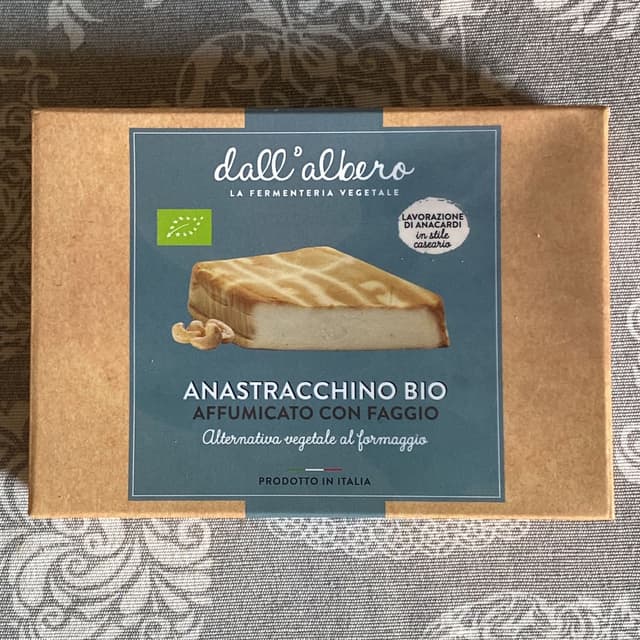 dall'albero
LA FERMENTERIA VEGETALE
LAVORAZIONE
DI ANACARDI
in stile
caseario
ANASTRACCHINO BIO
AFFUMICATO CON FAGGIO
Alternativa vegetale al formaggio
PRODOTTO IN ITALIA